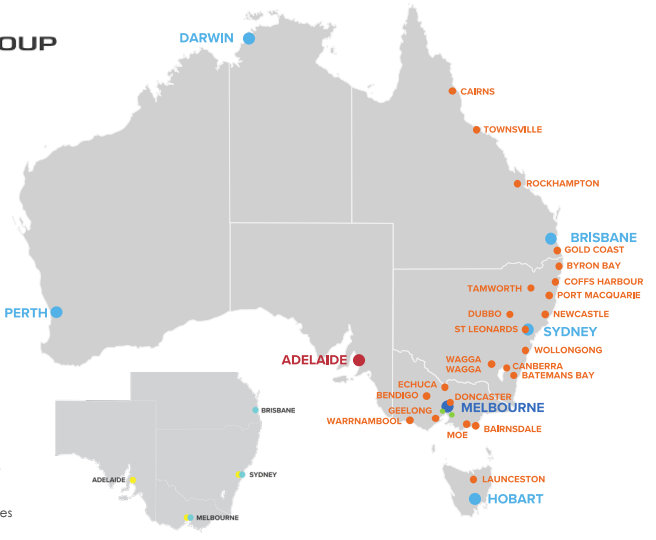 OUP
DARWIN
CAIRNS
TOWNSVILLE
ROCKHAMPTON
BRISBANE
GOLD COAST
BYRON BAY
COFFS HARBOUR
TAMWORTH
PORT MACQUARIE
PERTH
DUBBO
NEWCASTLE
ST LEONARDS
SYDNEY
WOLLONGONG
ADELAIDE
WAGGA
WAGGA
CANBERRA
BATEMANS BAY
ECHUCA
BENDIGO
DONCASTER
MELBOURNE
GEELONG
WARRNAMBOOL
BAIRNSDALE
MOE
BRISBANE
SYDNEY
ADELAIDE
MELBOURNE
LAUNCESTON
HOBART
es